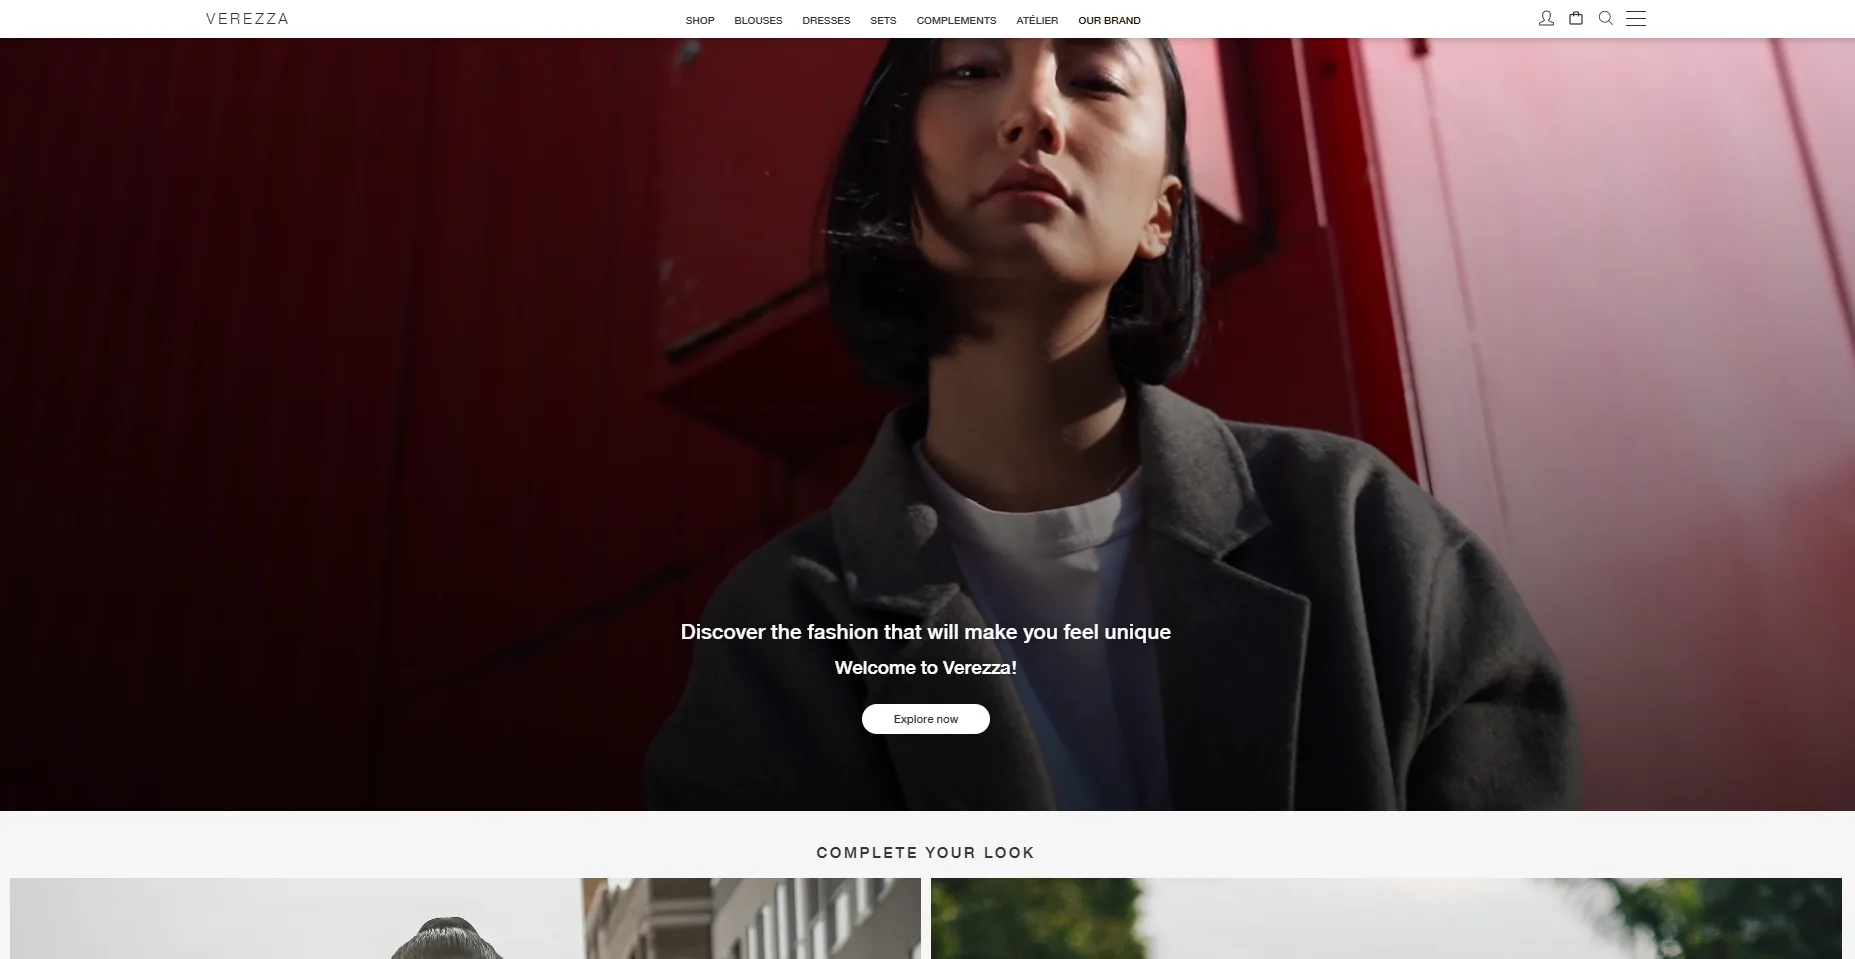 VEREZZA
SHOP BLOUSES DRESSES SETS COMPLEMENTS ATÉLIER OUR BRAND
Discover the fashion that will make you feel unique
Welcome to Verezza!
Explore now
COMPLETE YOUR LOOK